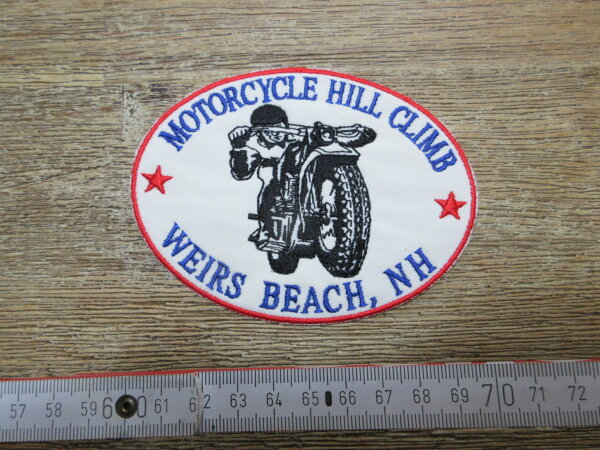 MOTORCYCLE HILL CLIMB
WEIRS BEACH, NH
57 58 59 60 61 62 63 64 65 66 67 68 69 70 71 72